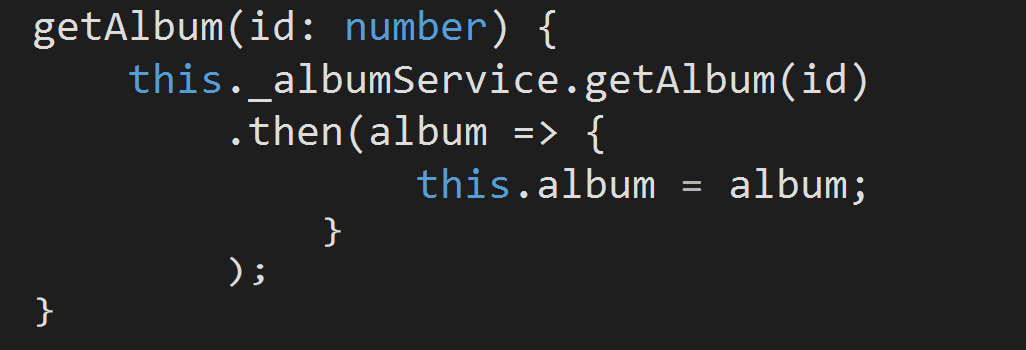 getAlbum(id: number) {
this._albumService.getAlbum(id)
.then(album => {
this.album = album;
}
);
}